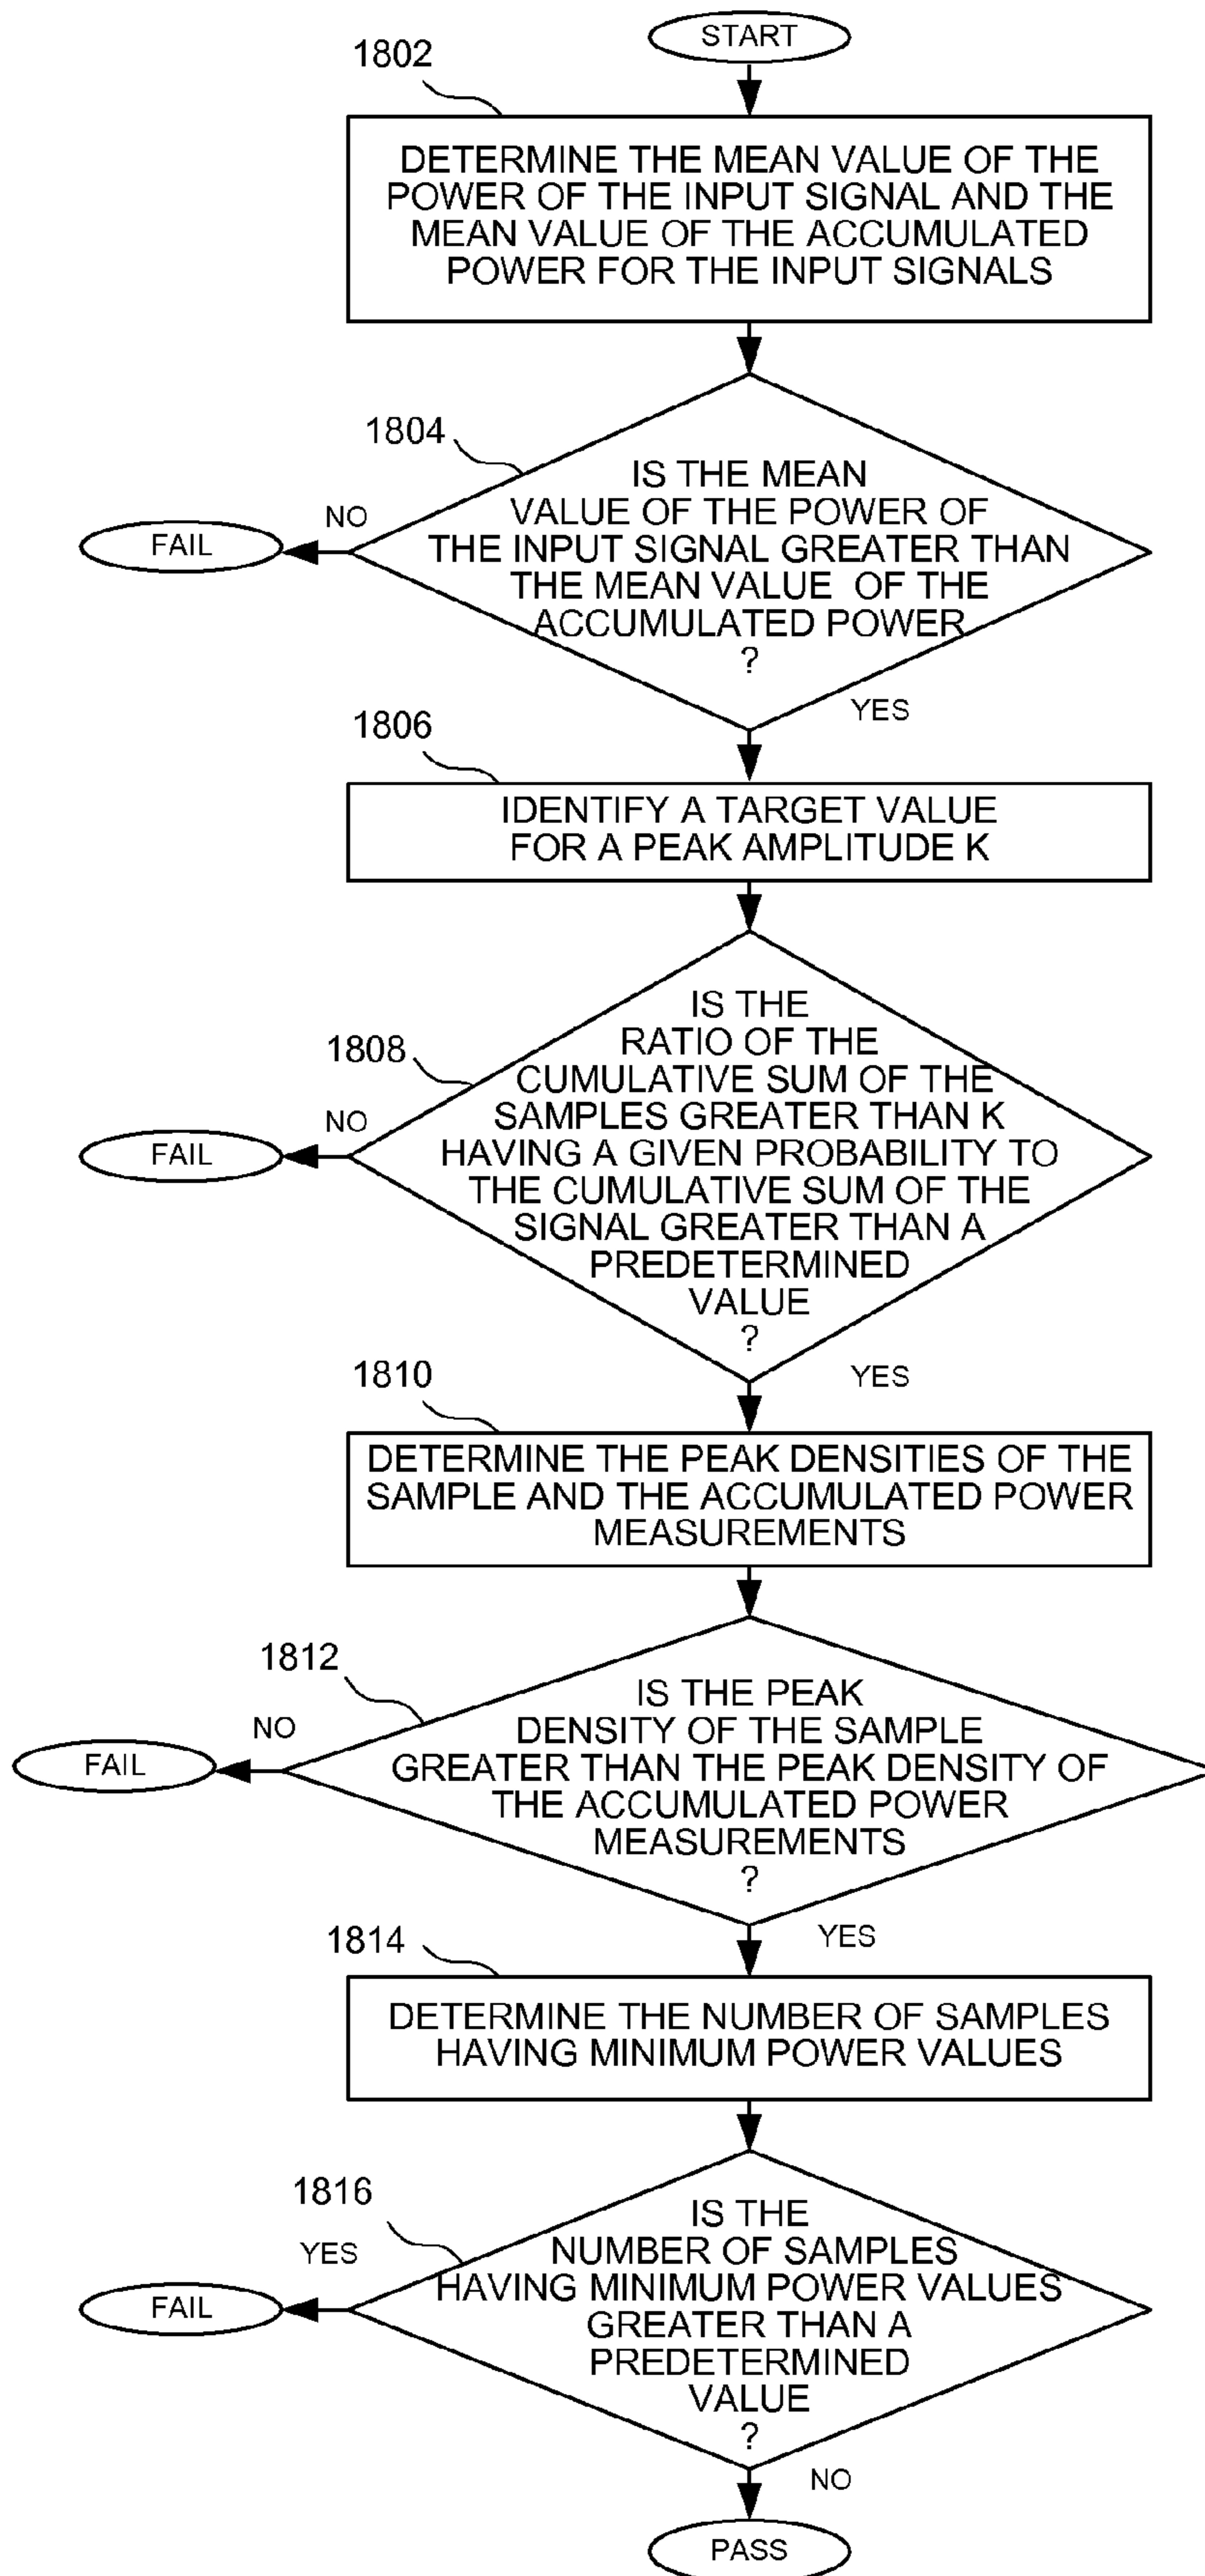 START
1802
DETERMINE THE MEAN VALUE OF THE
POWER OF THE INPUT SIGNAL AND THE
MEAN VALUE OF THE ACCUMULATED
POWER FOR THE INPUT SIGNALS
1804
IS THE MEAN
VALUE OF THE POWER OF
THE INPUT SIGNAL GREATER THAN
THE MEAN VALUE OF THE
ACCUMULATED POWER
?
NO
FAIL
YES
1806
IDENTIFY A TARGET VALUE
FOR A PEAK AMPLITUDE K
1808
IS THE
RATIO OF THE
CUMULATIVE SUM OF THE
SAMPLES GREATER THAN K
HAVING A GIVEN PROBABILITY TO
THE CUMULATIVE SUM OF THE
SIGNAL GREATER THAN A
PREDETERMINED
VALUE
?
NO
FAIL
YES
1810
DETERMINE THE PEAK DENSITIES OF THE
SAMPLE AND THE ACCUMULATED POWER
MEASUREMENTS
1812
IS THE PEAK
DENSITY OF THE SAMPLE
GREATER THAN THE PEAK DENSITY OF
THE ACCUMULATED POWER
MEASUREMENTS
?
NO
FAIL
YES
1814
DETERMINE THE NUMBER OF SAMPLES
HAVING MINIMUM POWER VALUES
1816
IS THE
NUMBER OF SAMPLES
HAVING MINIMUM POWER VALUES
GREATER THAN A
PREDETERMINED
VALUE
?
YES
FAIL
NO
PASS